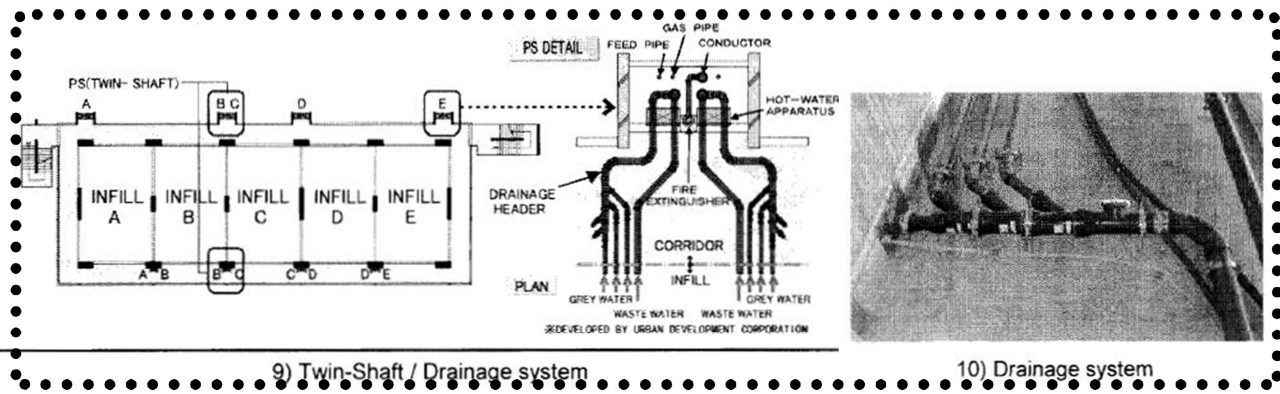 PS(TWIN-SHAFT)
A
B C
D
E
INFILL
A
INFILL
B
INFILL
C
INFILL
D
INFILL
E
A B
B C
C D
D E
PS DETAIL
GAS PIPE
FEED PIPE
CONDUCTOR
HOT-WATER
APPARATUS
DRAINAGE
HEADER
FIRE
EXTINGUISHER
CORRIDOR
INFILL
PLAN
GREY WATER
GREY WATER
WASTE WATER
WASTE WATER
※DEVELOPED BY URBAN DEVELOPMENT CORPORATION
9) Twin-Shaft / Drainage system
10) Drainage system